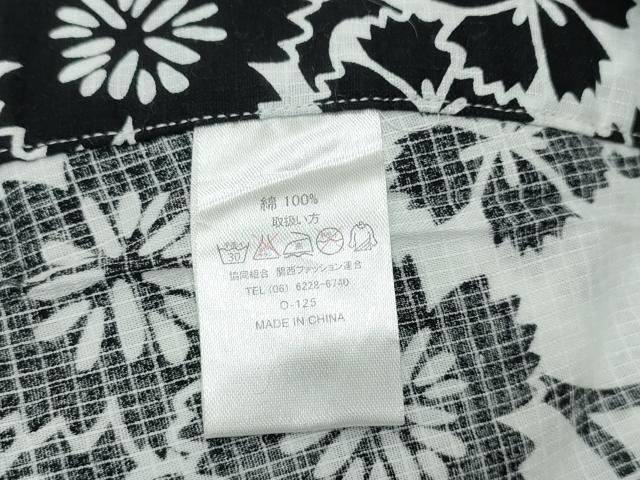 綿 100%
取扱い方
30
協同組合 関西ファッション連合
TEL (06) 6228-6740
O-125
MADE IN CHINA